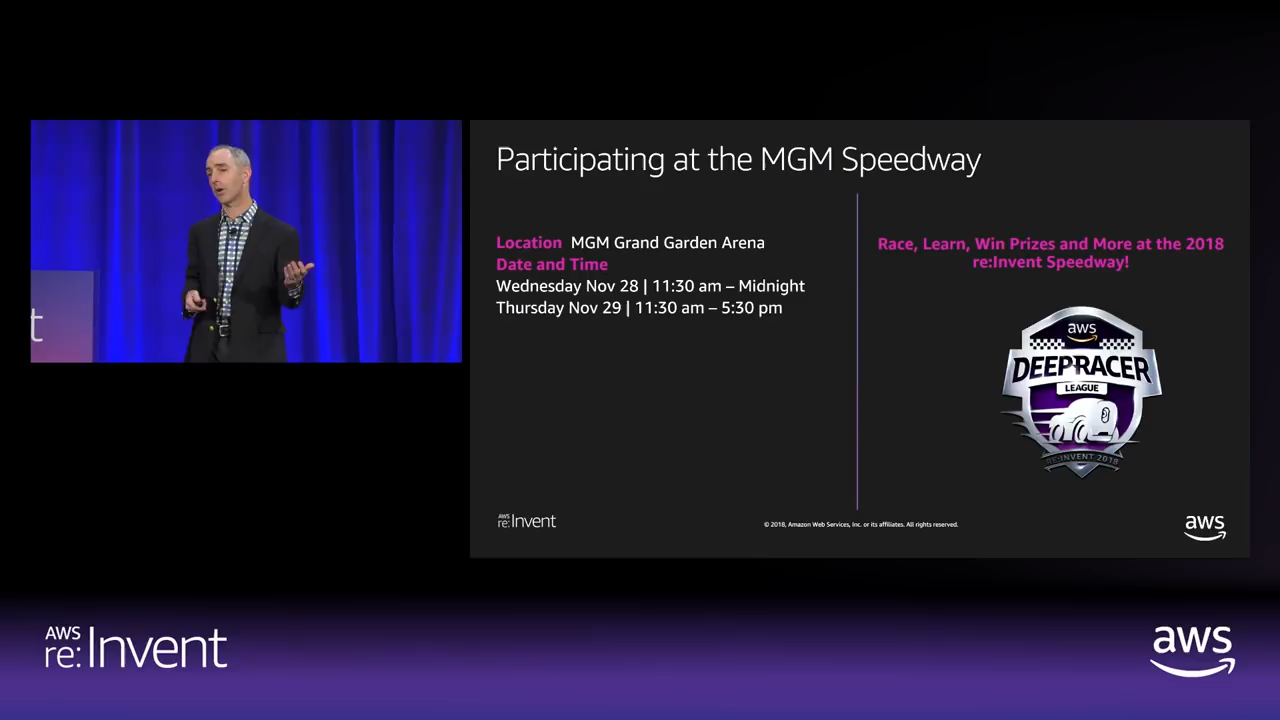 t
Participating at the MGM Speedway
Location MGM Grand Garden Arena
Date and Time
Wednesday Nov 28 | 11:30 am – Midnight
Thursday Nov 29 | 11:30 am – 5:30 pm
Race, Learn, Win Prizes and More at the 2018
re:Invent Speedway!
aws
DEEPRACER
LEAGUE
RE:INVENT 2018
AWS
re:Invent
© 2018, Amazon Web Services, Inc. or its affiliates. All rights reserved.
aws
AWS
re:Invent
aws